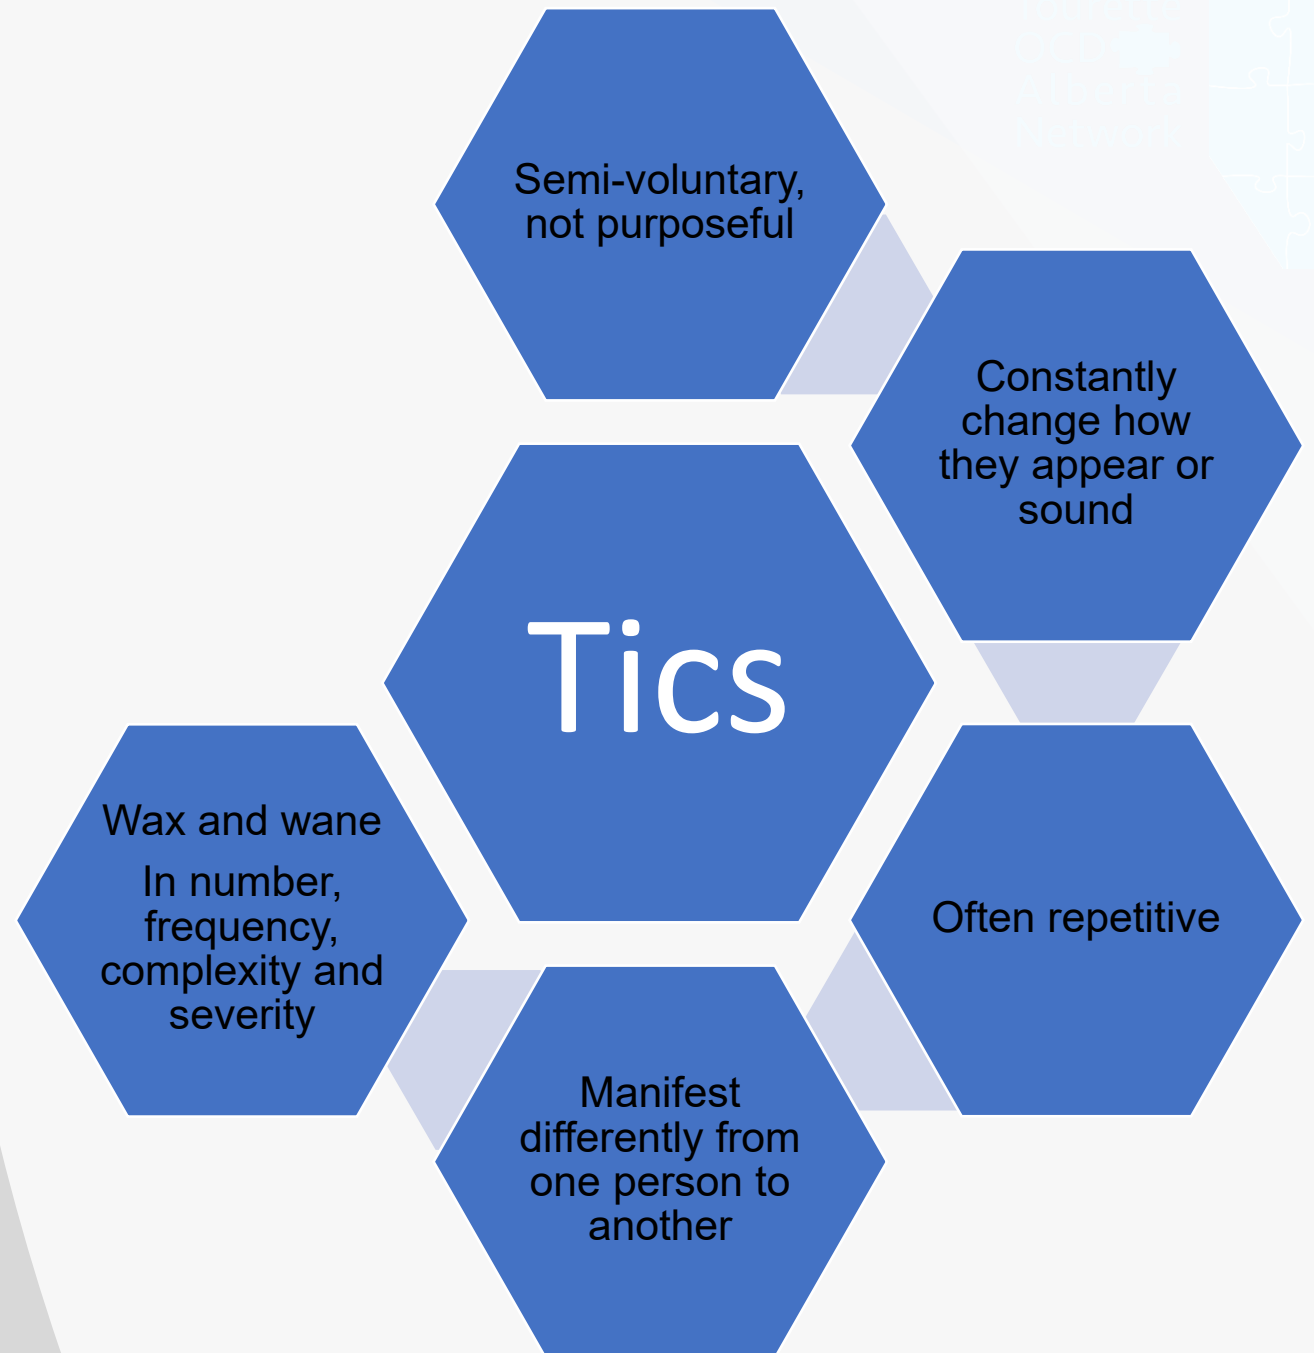 Semi-voluntary,
not purposeful
Constantly
change how
they appear or
sound
Tics
Often repetitive
Manifest
differently from
one person to
another
Wax and wane
In number,
frequency,
complexity and
severity